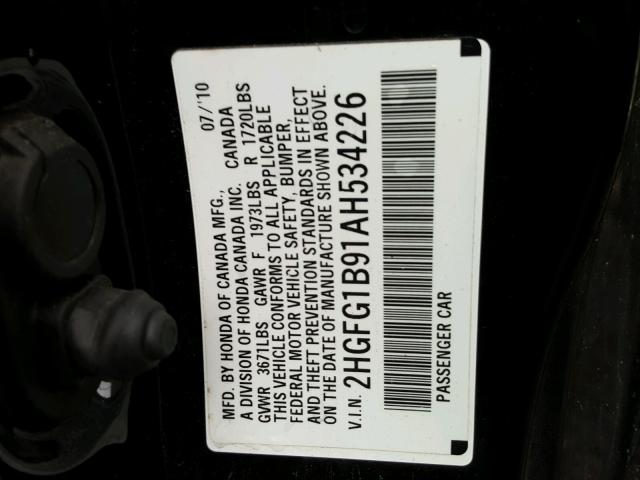 MFD. BY HONDA OF CANADA MFG., 07/'10
A DIVISION OF HONDA CANADA INC. CANADA
GVWR 3671LBS GAWR F 1973LBS R 1720LBS
THIS VEHICLE CONFORMS TO ALL APPLICABLE
FEDERAL MOTOR VEHICLE SAFETY, BUMPER,
AND THEFT PREVENTION STANDARDS IN EFFECT
ON THE DATE OF MANUFACTURE SHOWN ABOVE.
V.I.N. 2HGFG1B91AH534226
PASSENGER CAR